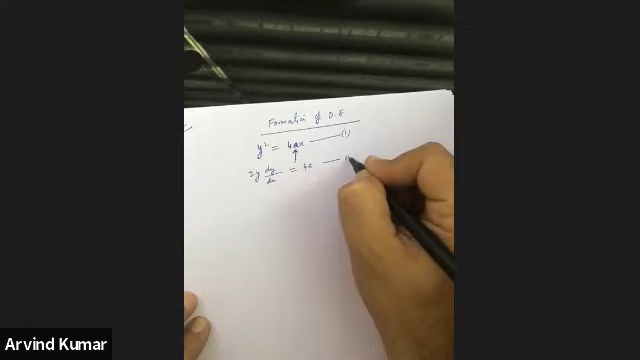 Formation of D.E
y² = 4ax —— (1)
2y dy/dx = 4a ——
Arvind Kumar